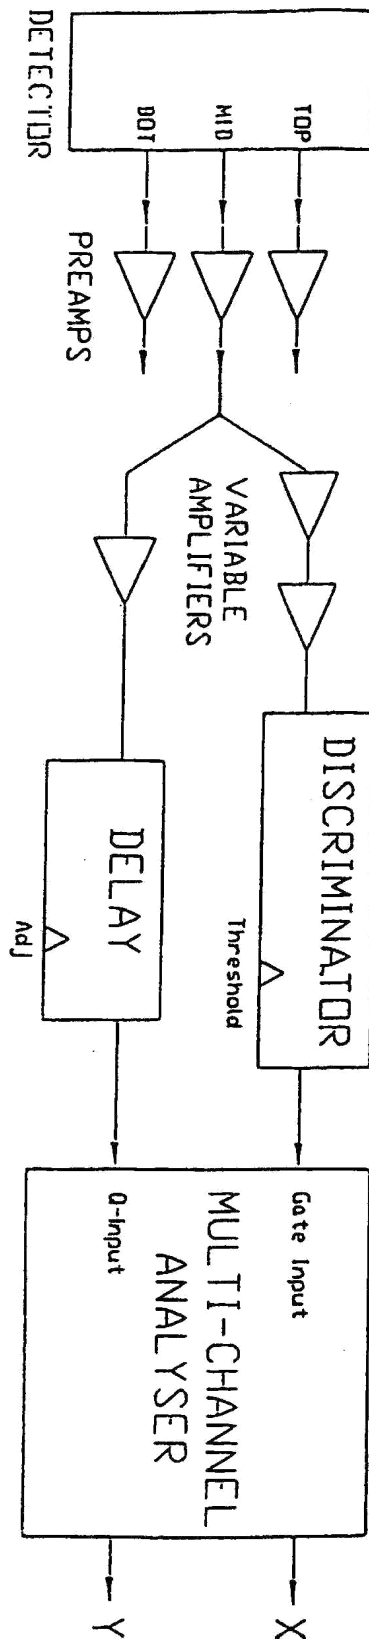 DETECTOR
TOP
MID
BOT
PREAMPS
VARIABLE
AMPLIFIERS
DISCRIMINATOR
Threshold
DELAY
Adj
Gate Input
MULTI-CHANNEL
ANALYSER
Q-Input
X
Y